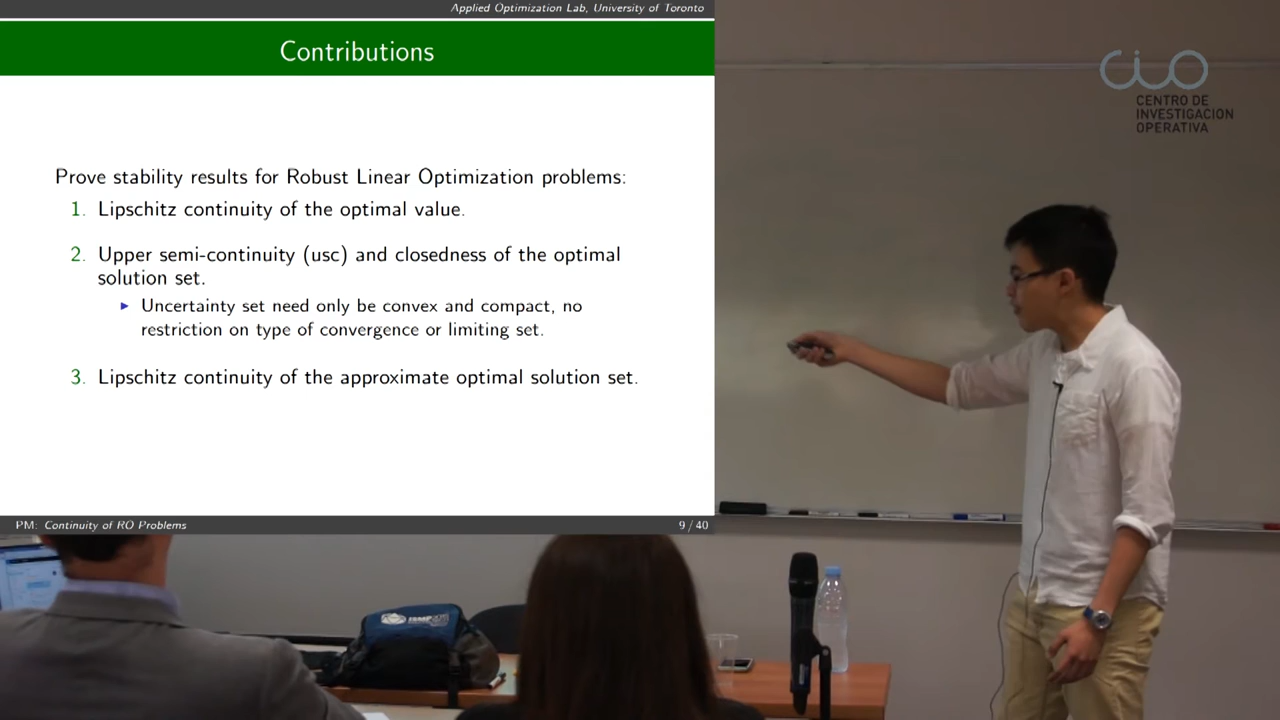 Applied Optimization Lab, University of Toronto
Contributions
Prove stability results for Robust Linear Optimization problems:
1. Lipschitz continuity of the optimal value.
2. Upper semi-continuity (usc) and closedness of the optimal
solution set.
▶ Uncertainty set need only be convex and compact, no
restriction on type of convergence or limiting set.
3. Lipschitz continuity of the approximate optimal solution set.
PM: Continuity of RO Problems
9 / 40
CIO
CENTRO DE
INVESTIGACION
OPERATIVA